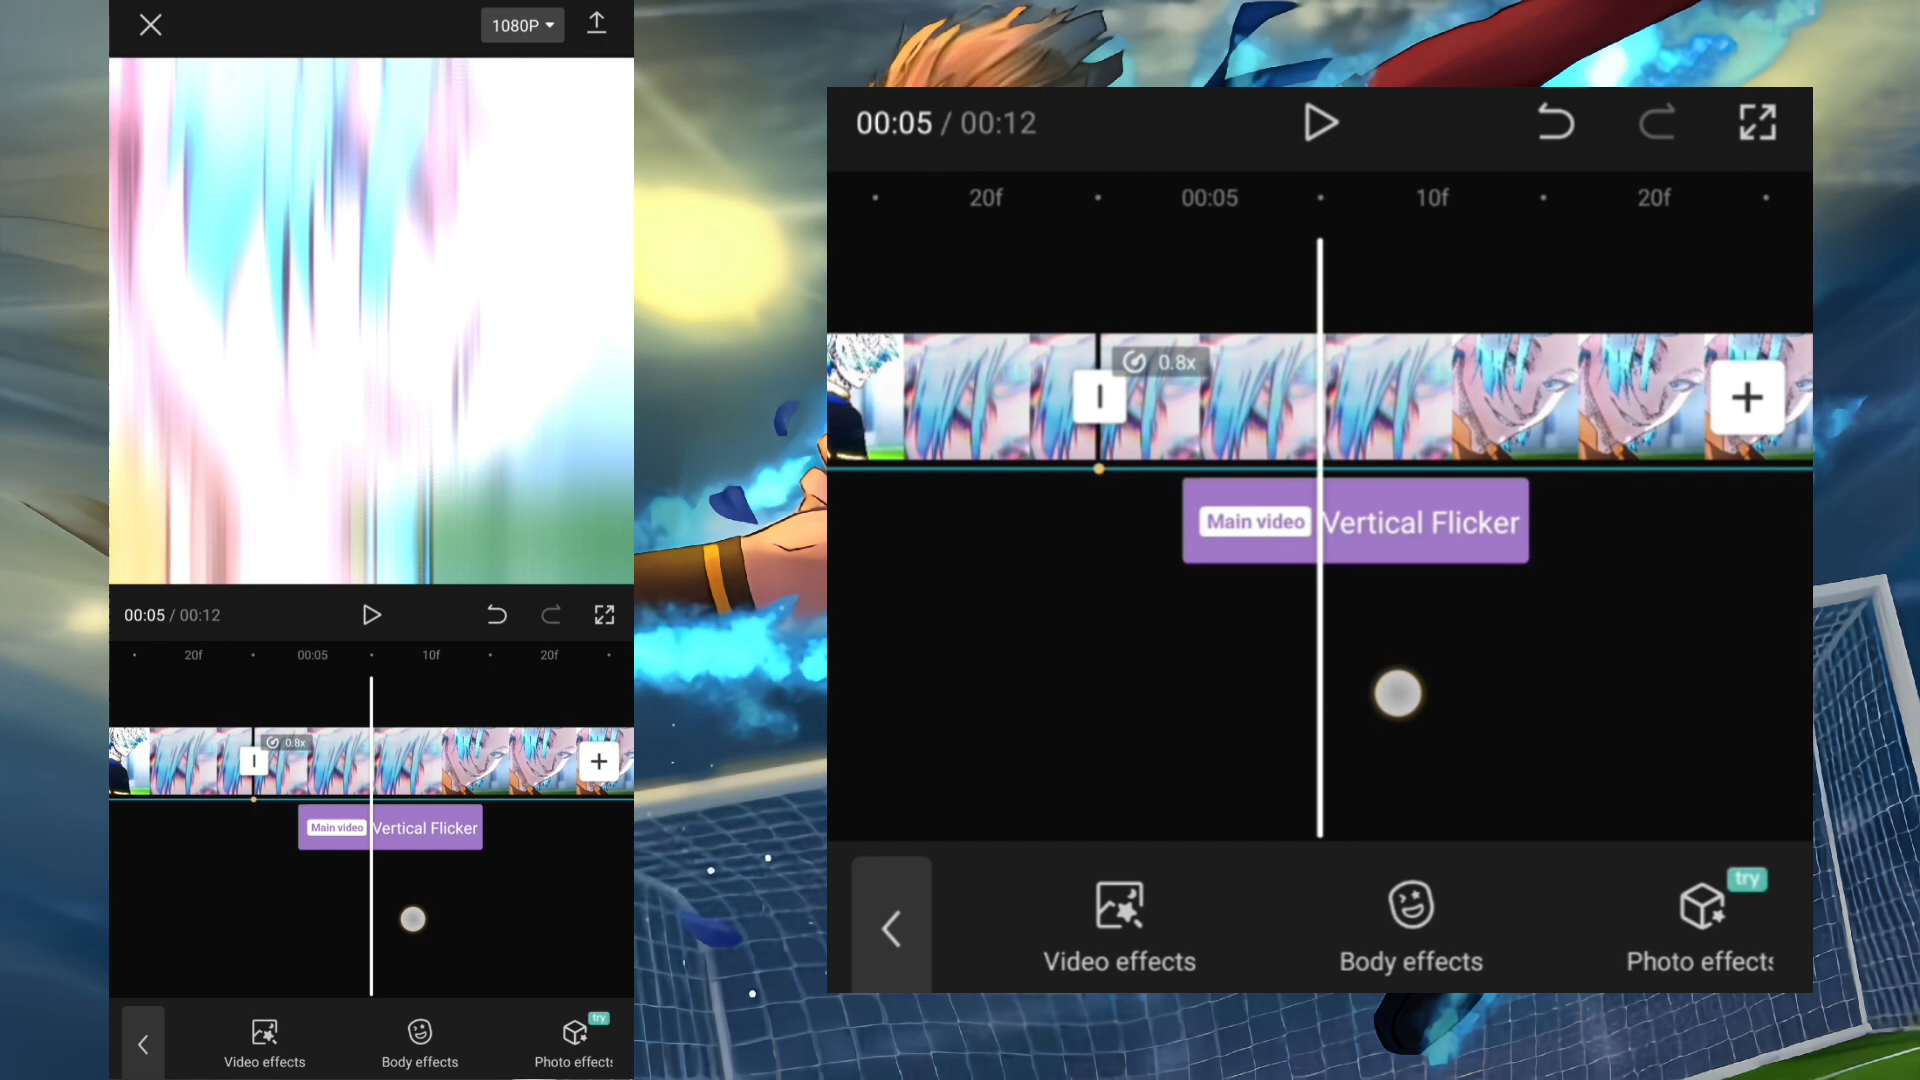 1080P
00:05 / 00:12
20f 00:05 10f 20f
0.8x
Main video Vertical Flicker
try
Video effects Body effects Photo effects
00:05 / 00:12
20f 00:05 10f 20f
0.8x
Main video Vertical Flicker
try
Video effects Body effects Photo effects